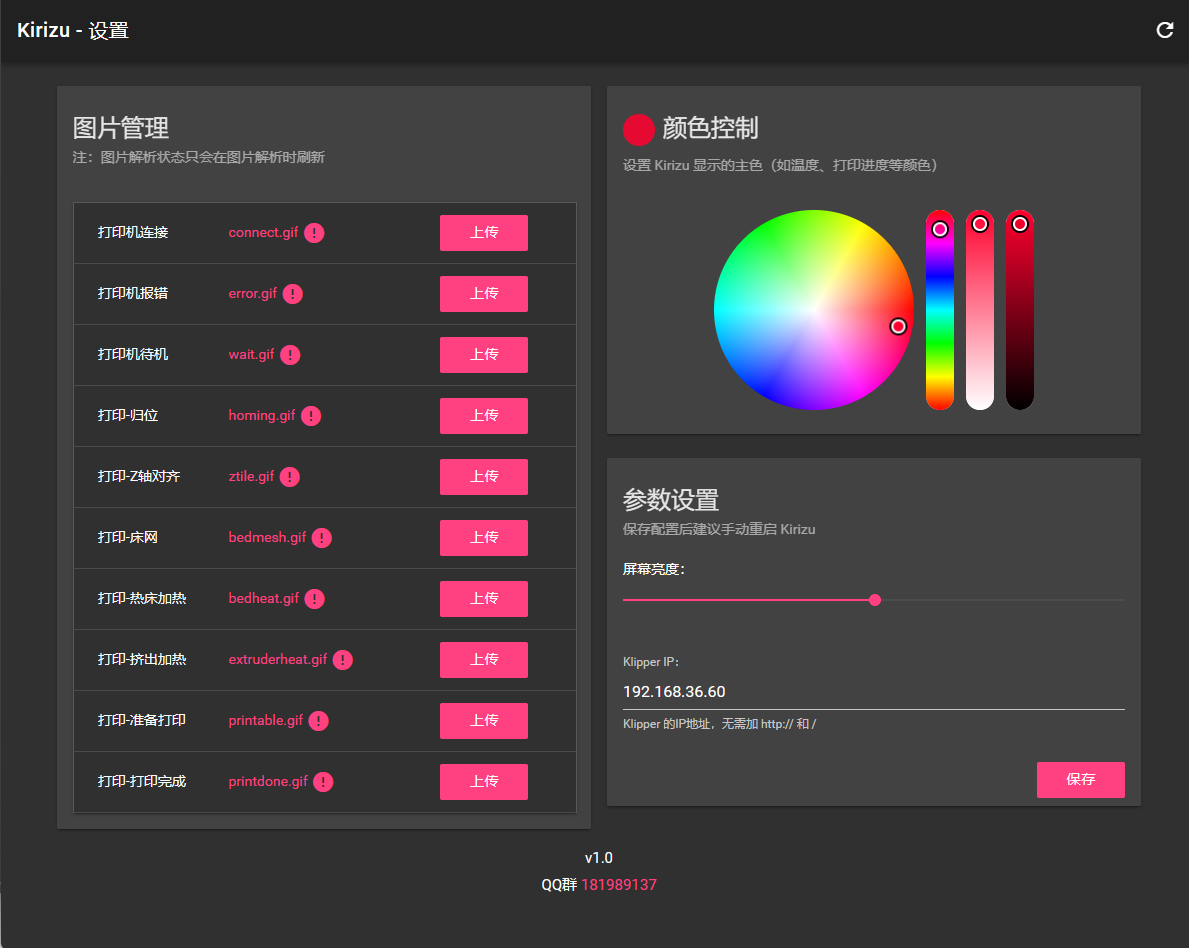 Kirizu - 设置
图片管理
注：图片解析状态只会在图片解析时刷新
打印机连接 connect.gif ! 上传
打印机报错 error.gif ! 上传
打印机待机 wait.gif ! 上传
打印-归位 homing.gif ! 上传
打印-Z轴对齐 ztile.gif ! 上传
打印-床网 bedmesh.gif ! 上传
打印-热床加热 bedheat.gif ! 上传
打印-挤出加热 extruderheat.gif ! 上传
打印-准备打印 printable.gif ! 上传
打印-打印完成 printdone.gif ! 上传
颜色控制
设置 Kirizu 显示的主色（如温度、打印进度等颜色）
参数设置
保存配置后建议手动重启 Kirizu
屏幕亮度：
Klipper IP：
192.168.36.60
Klipper 的IP地址，无需加 http:// 和 /
保存
v1.0
QQ群 181989137